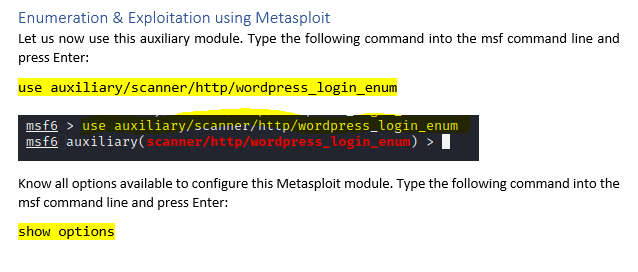 Enumeration & Exploitation using Metasploit
Let us now use this auxiliary module. Type the following command into the msf command line and
press Enter:
use auxiliary/scanner/http/wordpress_login_enum
msf6 > use auxiliary/scanner/http/wordpress_login_enum
msf6 auxiliary(scanner/http/wordpress_login_enum) >
Know all options available to configure this Metasploit module. Type the following command into the
msf command line and press Enter:
show options